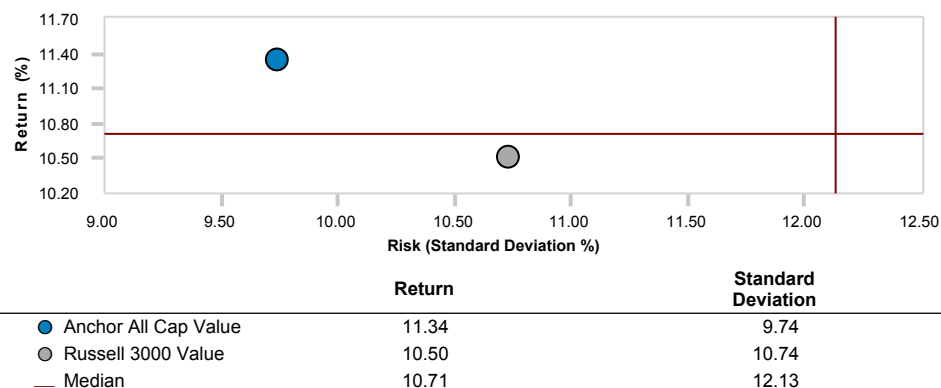 11.70
11.40
11.10
10.80
10.50
10.20
Return (%)
9.00 9.50 10.00 10.50 11.00 11.50 12.00 12.50
Risk (Standard Deviation %)
Return Standard Deviation
Anchor All Cap Value 11.34 9.74
Russell 3000 Value 10.50 10.74
Median 10.71 12.13